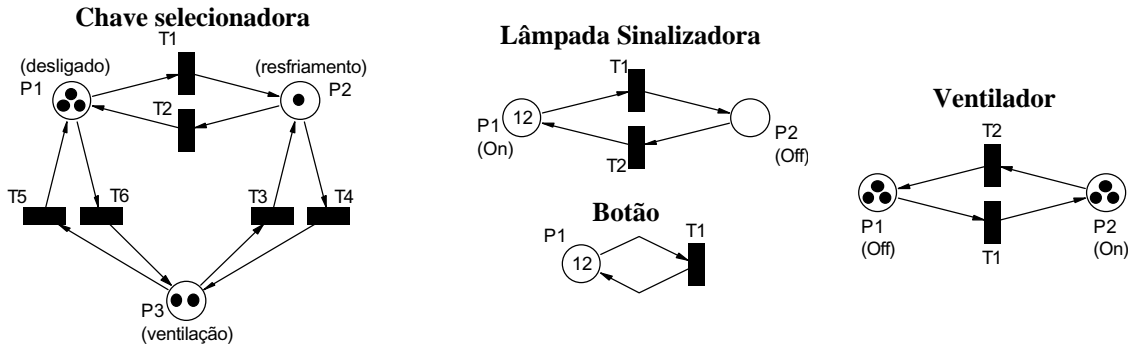 Chave selecionadora
T1
(desligado)
(resfriamento)
P1
P2
T2
T5
T6
T3
T4
P3
(ventilação)
Lâmpada Sinalizadora
T1
P1
12
(On)
P2
(Off)
T2
Botão
P1
T1
12
Ventilador
T2
P1
(Off)
P2
(On)
T1